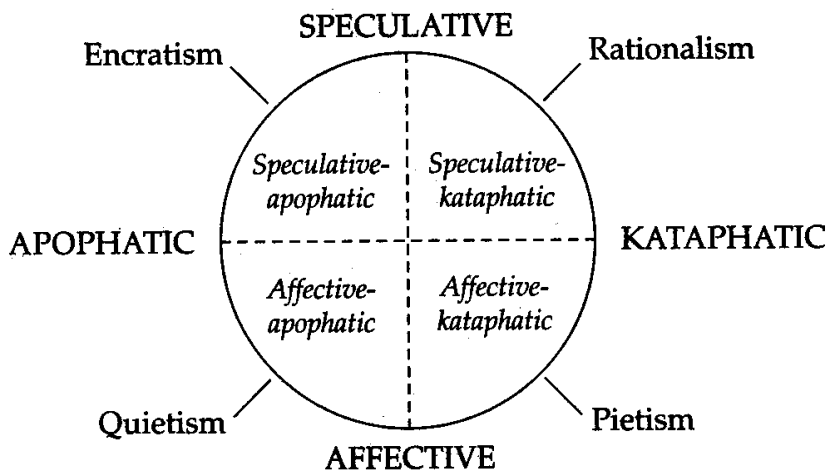 SPECULATIVE
Encratism
Rationalism
Speculative-
apophatic
Speculative-
kataphatic
APOPHATIC
KATAPHATIC
Affective-
apophatic
Affective-
kataphatic
Quietism
Pietism
AFFECTIVE